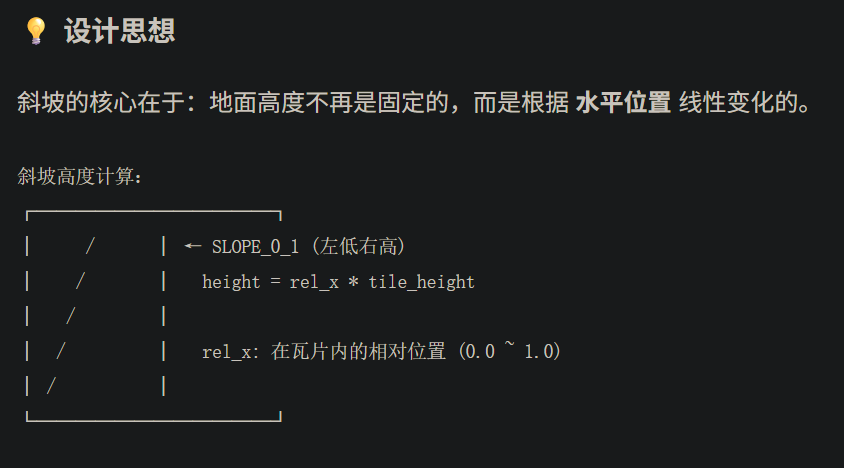 💡 设计思想
斜坡的核心在于：地面高度不再是固定的，而是根据 水平位置 线性变化的。
斜坡高度计算：
┌─────────────────────────┐
│      /       │ ← SLOPE_0_1 (左低右高)
│     /        │   height = rel_x * tile_height
│    /         │
│   /          │   rel_x: 在瓦片内的相对位置 (0.0 ~ 1.0)
│  /           │
└─────────────────────────┘